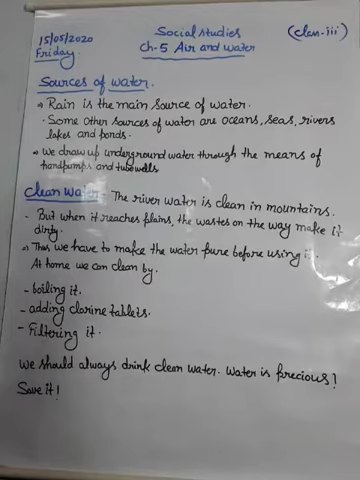 15/05/2020
Friday.
Social studies
(class-iii)
Ch-5 Air and water
Sources of water.
→ Rain is the main source of water.
- Some other sources of water are oceans, seas, rivers
lakes and ponds.
→ We draw up underground water through the means of
handpumps and tubewells
Clean water - The river water is clean in mountains.
- But when it reaches plains, the wastes on the way make it
dirty.
→ Thus we have to make the water pure before using it.
At home we can clean by.
- boiling it.
- adding clorine tablets.
- Filtering it.
We should always drink clean water. Water is precious!
Save it!